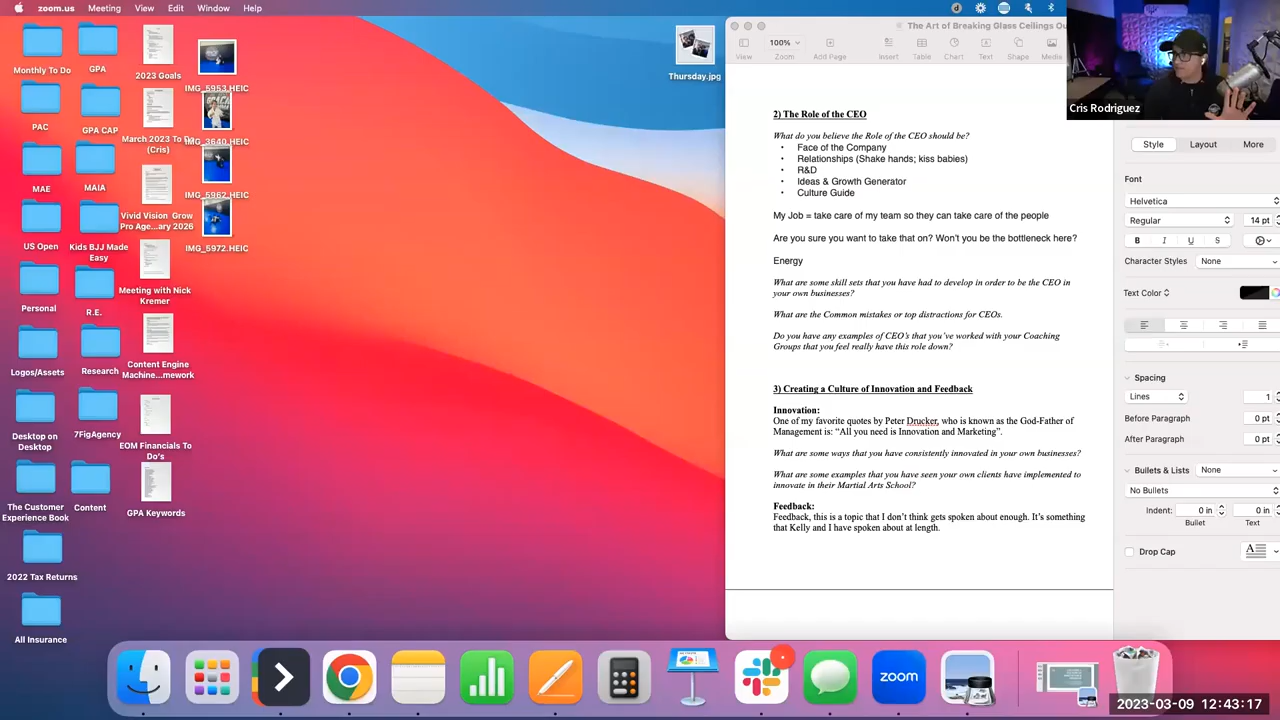 zoom.us Meeting View Edit Window Help
Monthly To Do
PAC
MAE
US Open
Personal
Logos/Assets
Desktop on
Desktop
The Customer
Experience Book
2022 Tax Returns
All Insurance
GPA
GPA CAP
MAIA
Kids BJJ Made
Easy
R.E.
Research
7FigAgency
Content
2023 Goals
March 2023 To Do
(Cris)
Vivid Vision Grow
Pro Age...ary 2026
Meeting with Nick
Kremer
Content Engine
Machine...mework
EOM Financials To
Do's
GPA Keywords
IMG_5953.HEIC
IMG_3640.HEIC
IMG_5962.HEIC
IMG_5972.HEIC
Thursday.jpg
The Art of Breaking Glass Ceilings Ou
100%
View Zoom Add Page Insert Table Chart Text Shape Media
2) The Role of the CEO
What do you believe the Role of the CEO should be?
• Face of the Company
• Relationships (Shake hands; kiss babies)
• R&D
• Ideas & Growth Generator
• Culture Guide
My Job = take care of my team so they can take care of the people
Are you sure you want to take that on? Won't you be the bottleneck here?
Energy
What are some skill sets that you have had to develop in order to be the CEO in
your own businesses?
What are the Common mistakes or top distractions for CEOs.
Do you have any examples of CEO's that you've worked with your Coaching
Groups that you feel really have this role down?
3) Creating a Culture of Innovation and Feedback
Innovation:
One of my favorite quotes by Peter Drucker, who is known as the God-Father of
Management is: “All you need is Innovation and Marketing”.
What are some ways that you have consistently innovated in your own businesses?
What are some examples that you have seen your own clients have implemented to
innovate in their Martial Arts School?
Feedback:
Feedback, this is a topic that I don't think gets spoken about enough. It's something
that Kelly and I have spoken about at length.
Cris Rodriguez
Style Layout More
Font
Helvetica
Regular 14 pt
B I U S
Character Styles None
Text Color
Spacing
Lines 1
Before Paragraph 0 pt
After Paragraph 0 pt
Bullets & Lists None
No Bullets
Indent: 0 in 0 in
Bullet Text
Drop Cap
zoom
2023-03-09 12:43:17